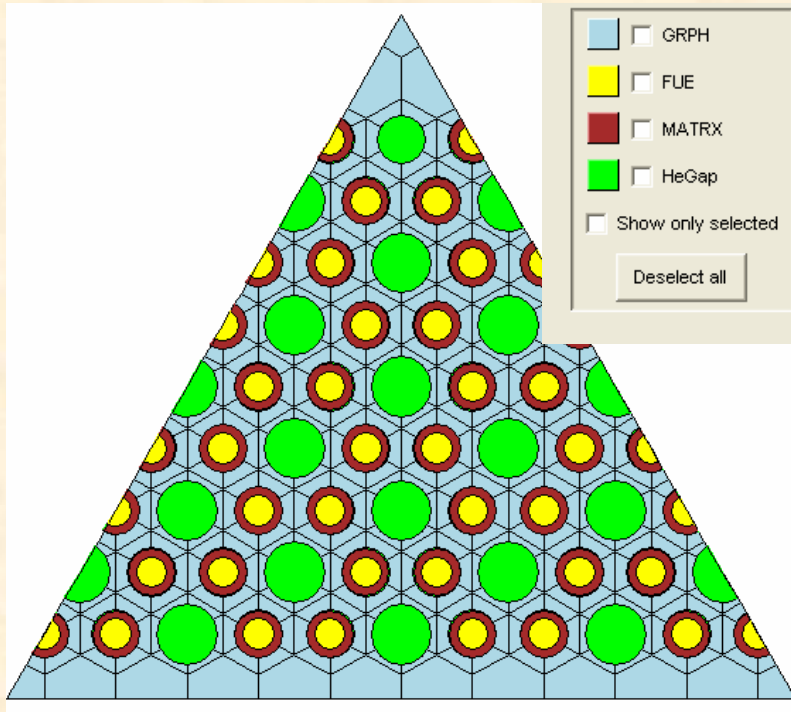 GRPH
FUE
MATRX
HeGap
Show only selected
Deselect all